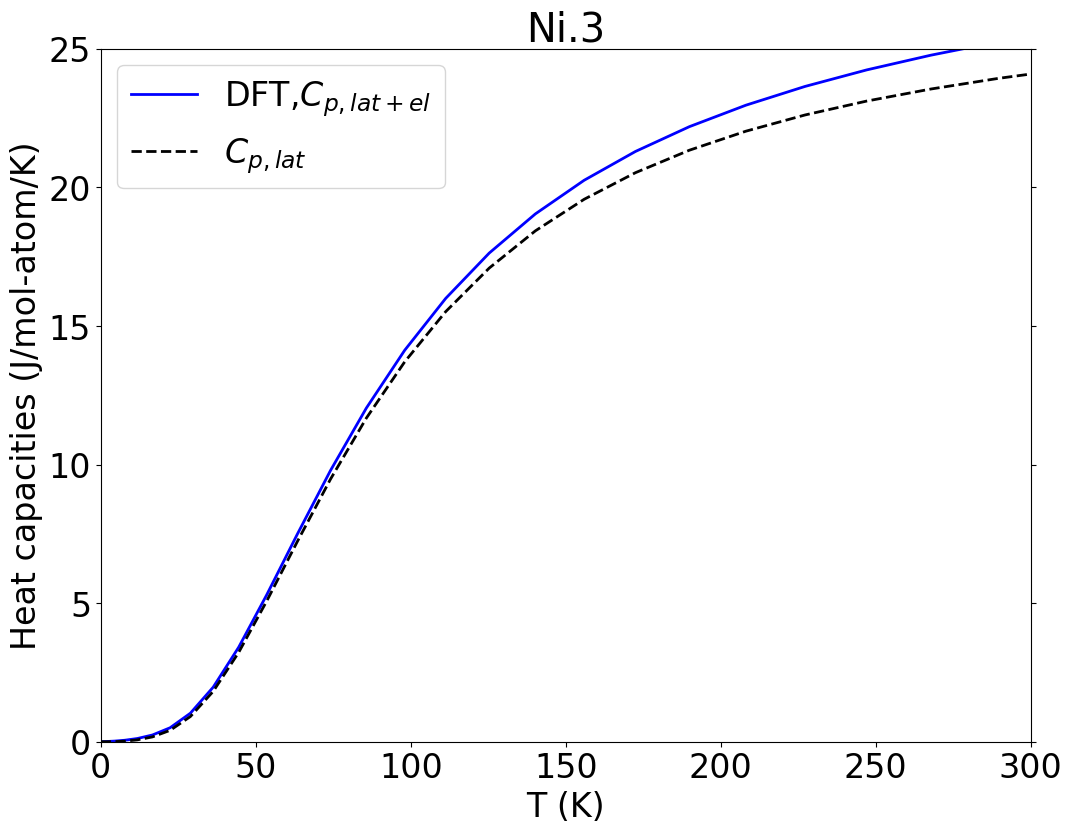 Ni.3
DFT,C_{p, lat+el}
C_{p, lat}
Heat capacities (J/mol-atom/K)
25
20
15
10
5
0
0 50 100 150 200 250 300
T (K)